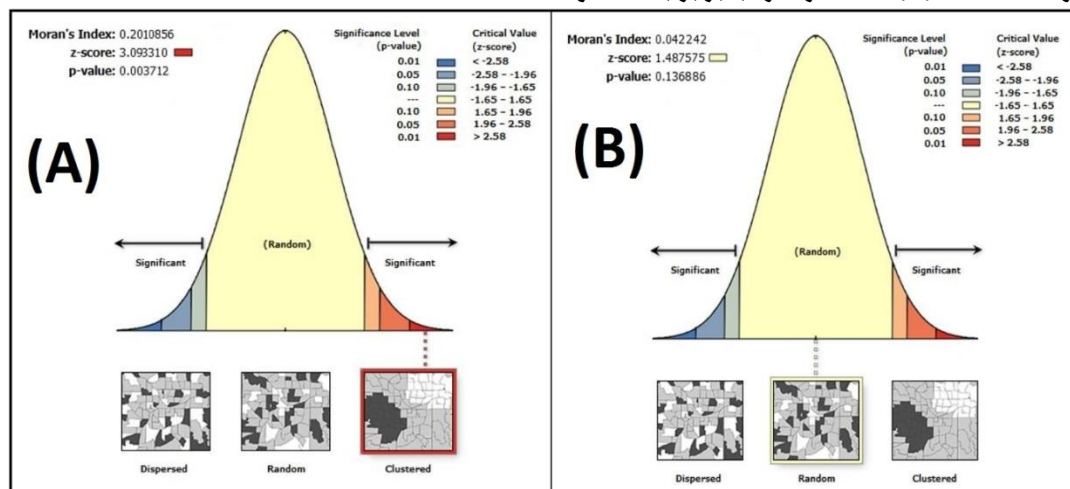 Moran's Index: 0.2010856
z-score: 3.093310
p-value: 0.003712
Significance Level
(p-value)
Critical Value
(z-score)
0.01 < -2.58
0.05 -2.58 – -1.96
0.10 -1.96 – -1.65
--- -1.65 – 1.65
0.10 1.65 – 1.96
0.05 1.96 – 2.58
0.01 > 2.58
(A)
(Random)
Significant
Significant
Dispersed
Random
Clustered
Moran's Index: 0.042242
z-score: 1.487575
p-value: 0.136886
Significance Level
(p-value)
Critical Value
(z-score)
0.01 < -2.58
0.05 -2.58 – -1.96
0.10 -1.96 – -1.65
--- -1.65 – 1.65
0.10 1.65 – 1.96
0.05 1.96 – 2.58
0.01 > 2.58
(B)
(Random)
Significant
Significant
Dispersed
Random
Clustered